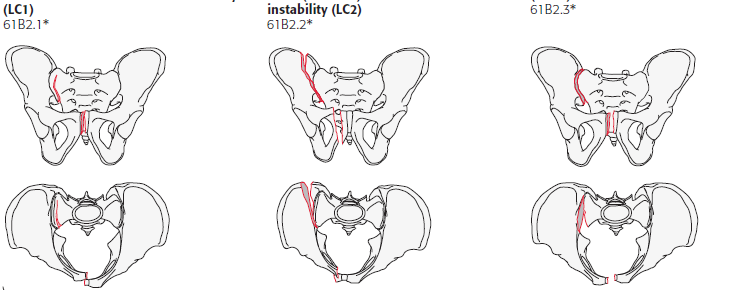 (LC1)
61B2.1*
instability (LC2)
61B2.2*
61B2.3*